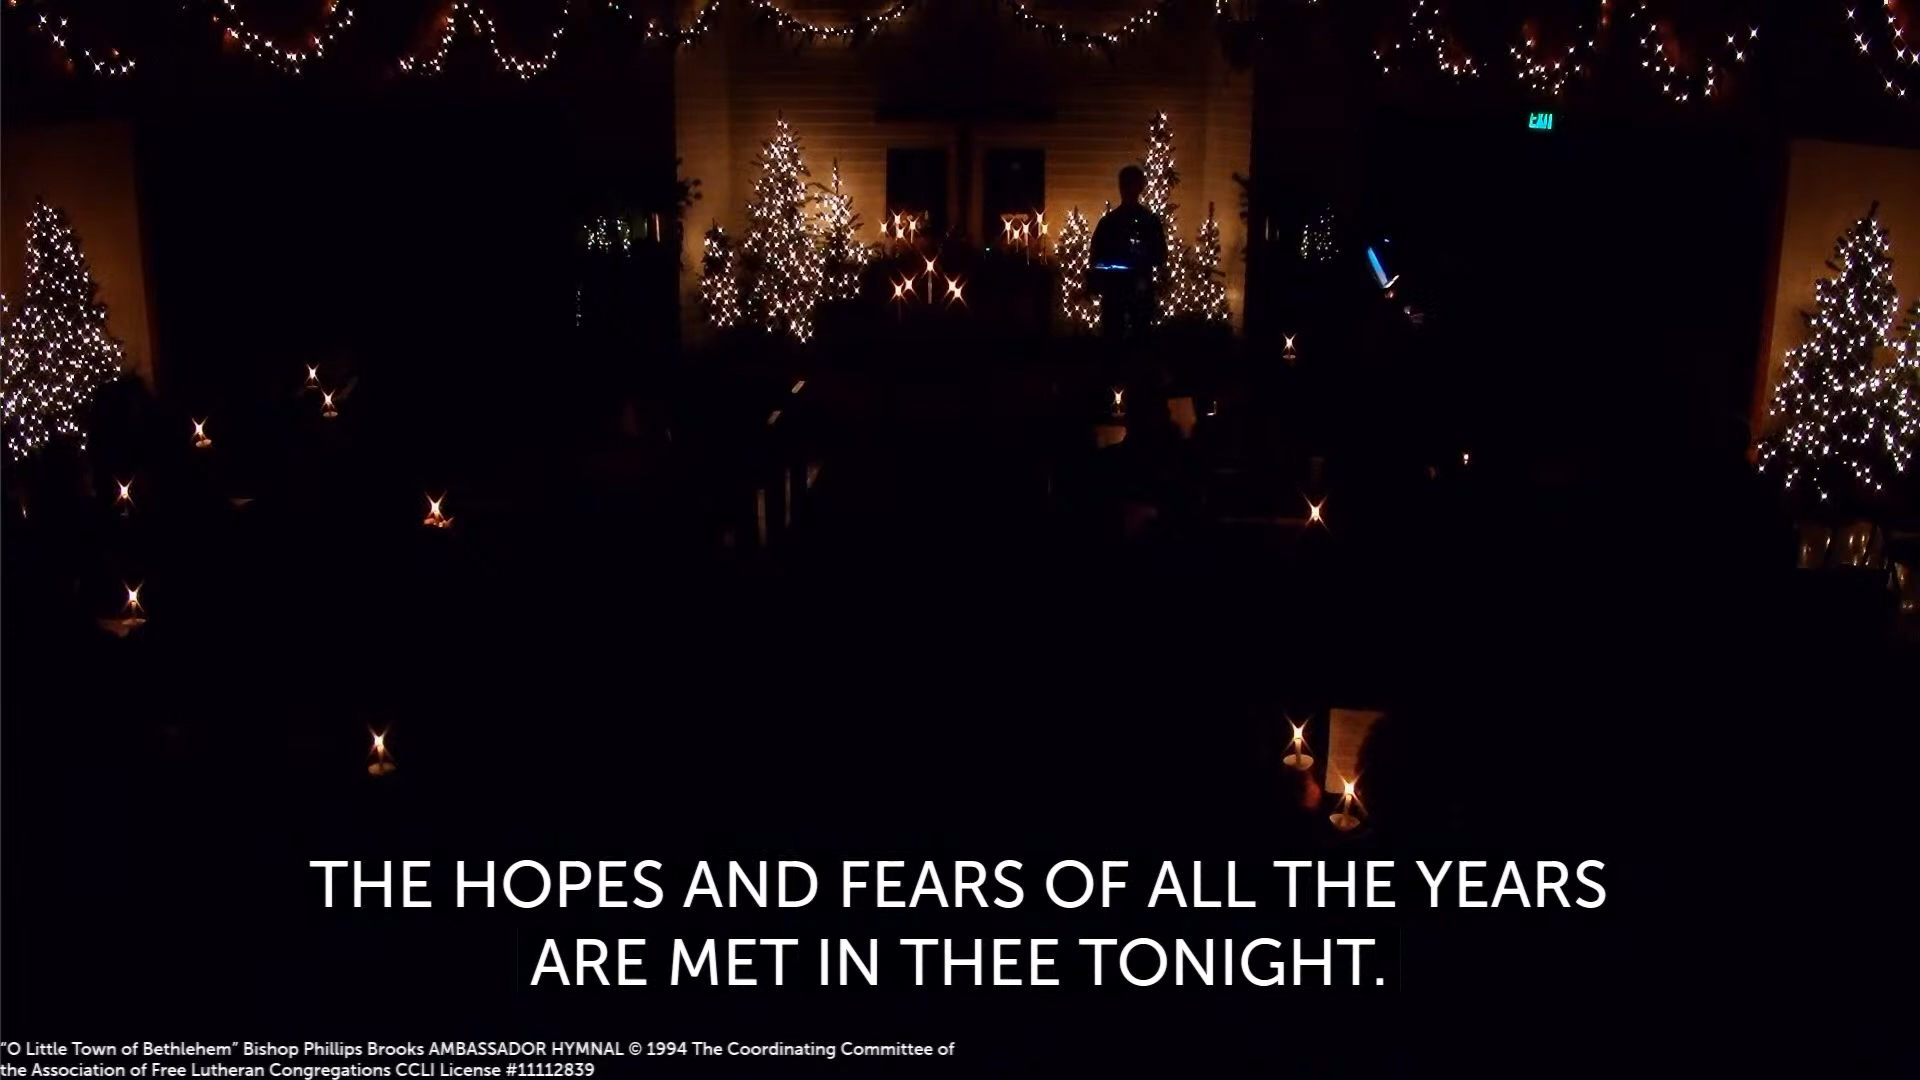 THE HOPES AND FEARS OF ALL THE YEARS
ARE MET IN THEE TONIGHT.
“O Little Town of Bethlehem” Bishop Phillips Brooks AMBASSADOR HYMNAL © 1994 The Coordinating Committee of
the Association of Free Lutheran Congregations CCLI License #11112839